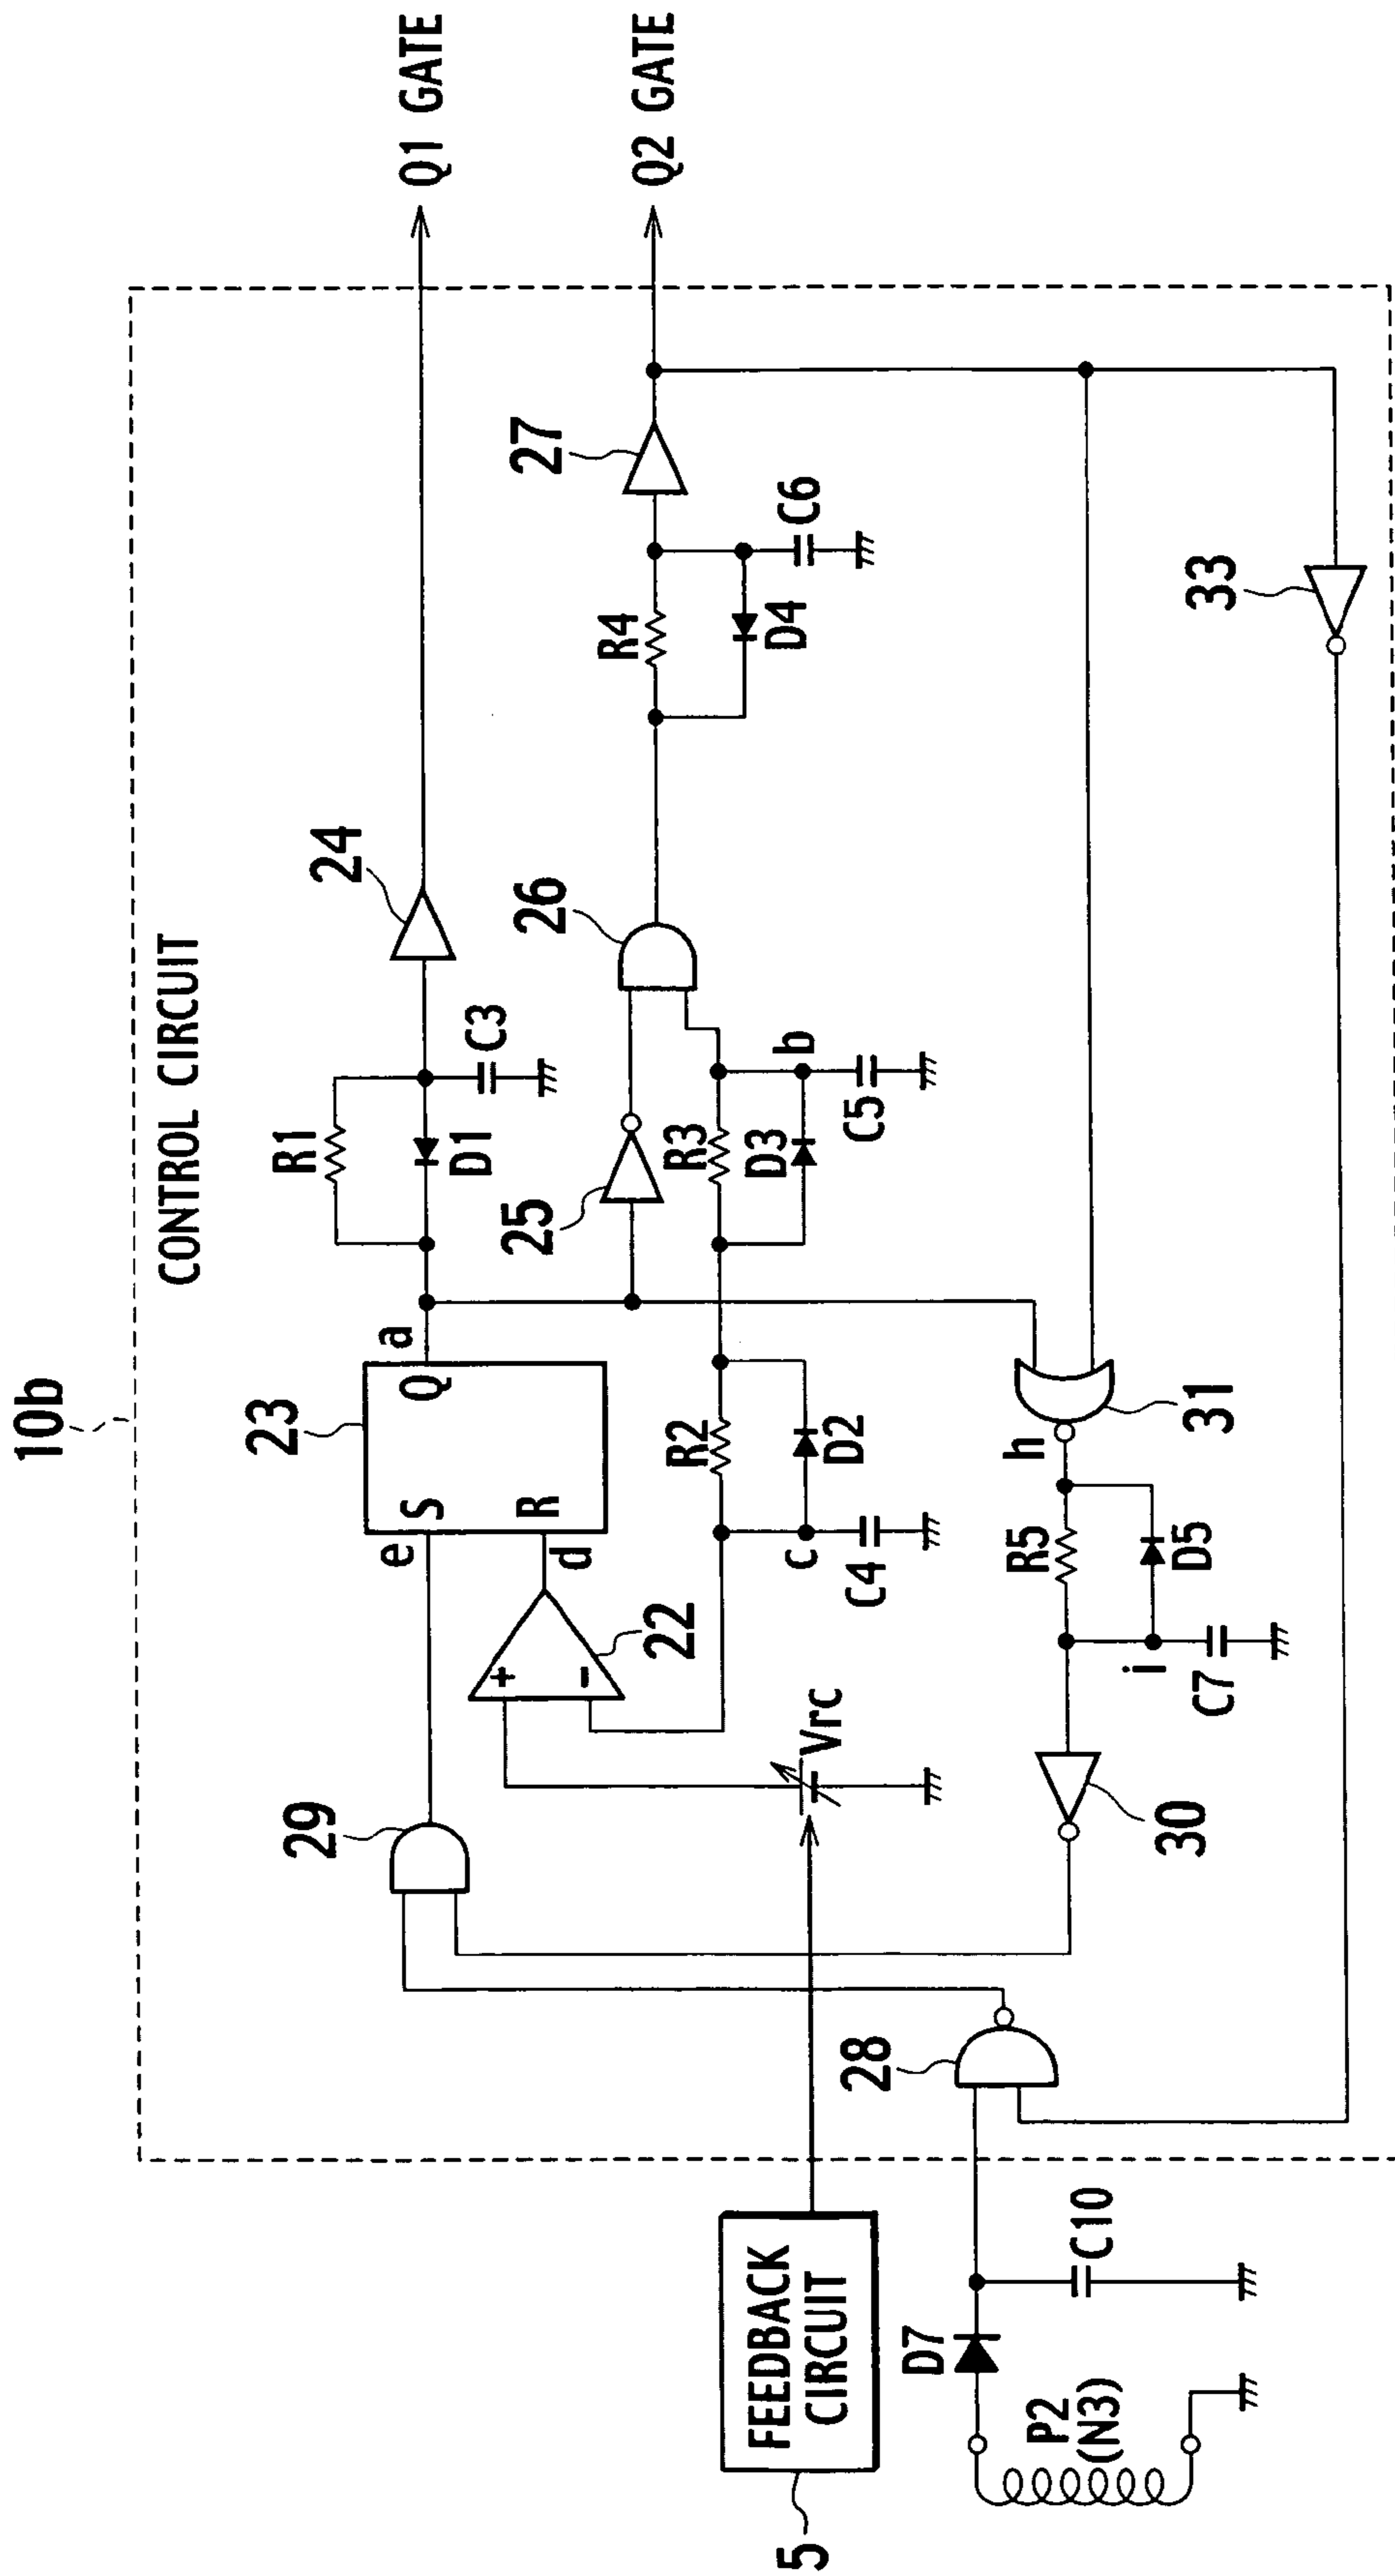 10b
CONTROL CIRCUIT
Q1 GATE
Q2 GATE
23
S
Q
R
a
e
d
R1
D1
C3
24
25
26
R4
D4
C6
27
R3
D3
b
C5
R2
D2
c
C4
22
+
-
29
Vrc
31
h
R5
D5
i
C7
30
33
28
FEEDBACK
CIRCUIT
5
D7
C10
P2
(N3)